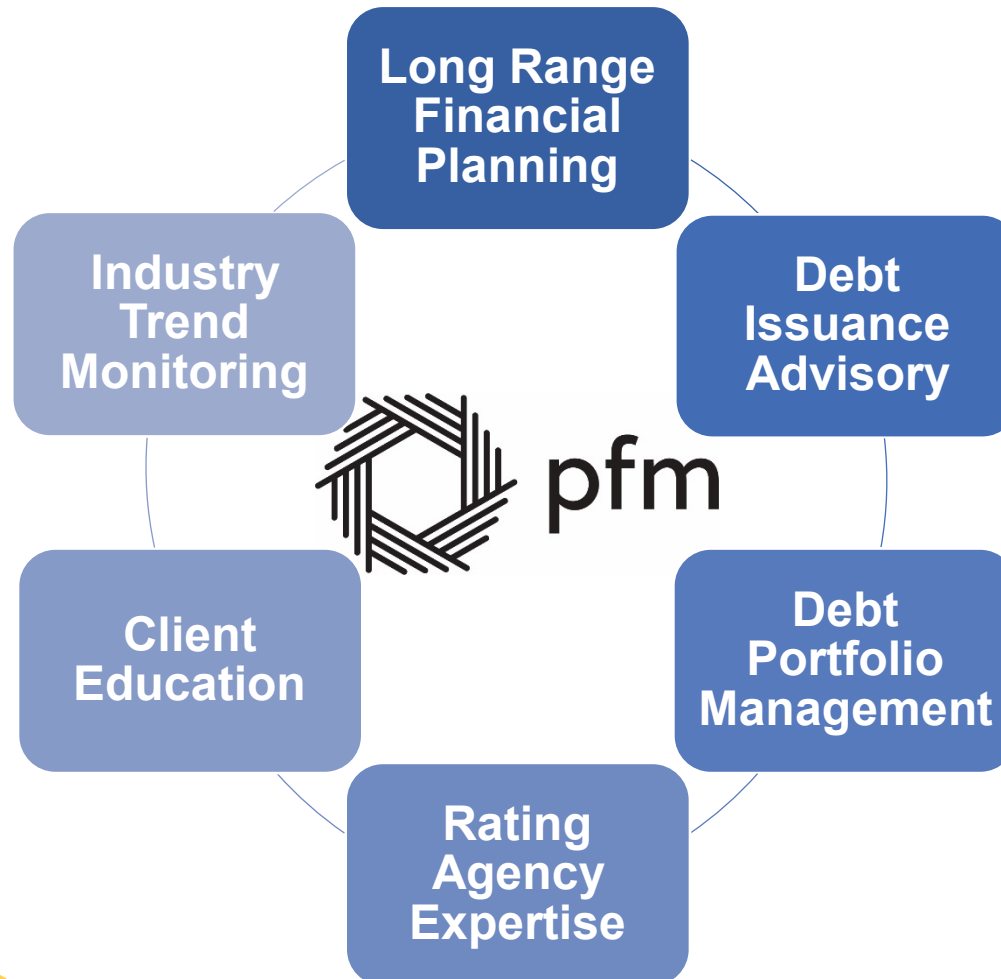 Long Range
Financial
Planning
Debt
Issuance
Advisory
Debt
Portfolio
Management
Rating
Agency
Expertise
Client
Education
Industry
Trend
Monitoring
pfm